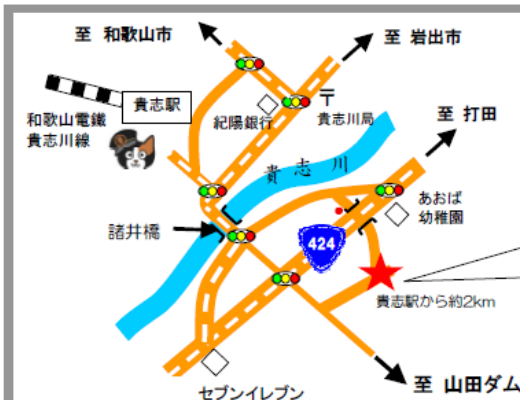 至 和歌山市
至 岩出市
貴志駅
和歌山電鐵
貴志川線
紀陽銀行
〒
貴志川局
至 打田
貴志川
あおば
幼稚園
諸井橋
424
貴志駅から約2km
至 山田ダム
セブンイレブン